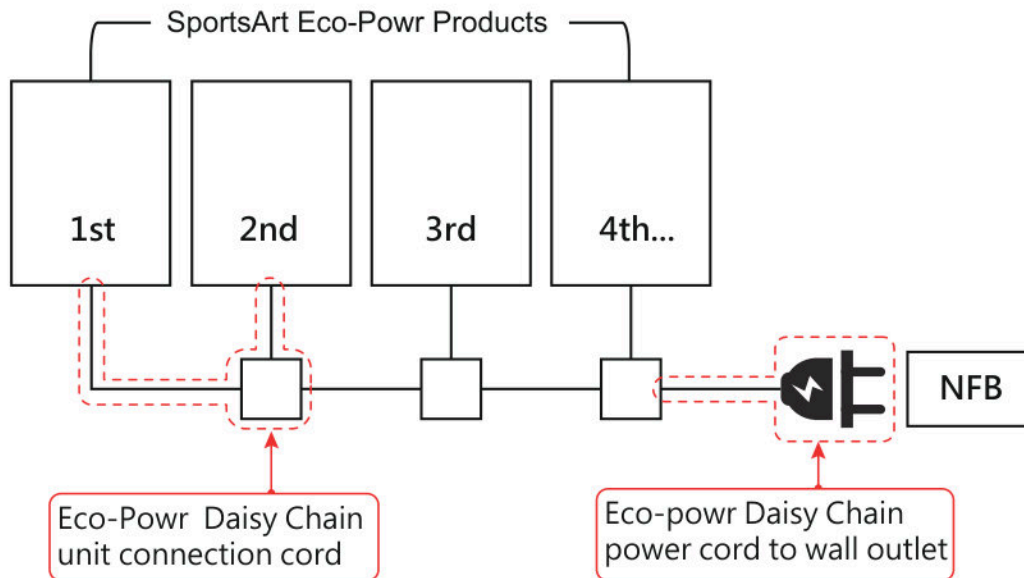 SportsArt Eco-Powr Products
1st
2nd
3rd
4th...
NFB
Eco-Powr Daisy Chain
unit connection cord
Eco-powr Daisy Chain
power cord to wall outlet